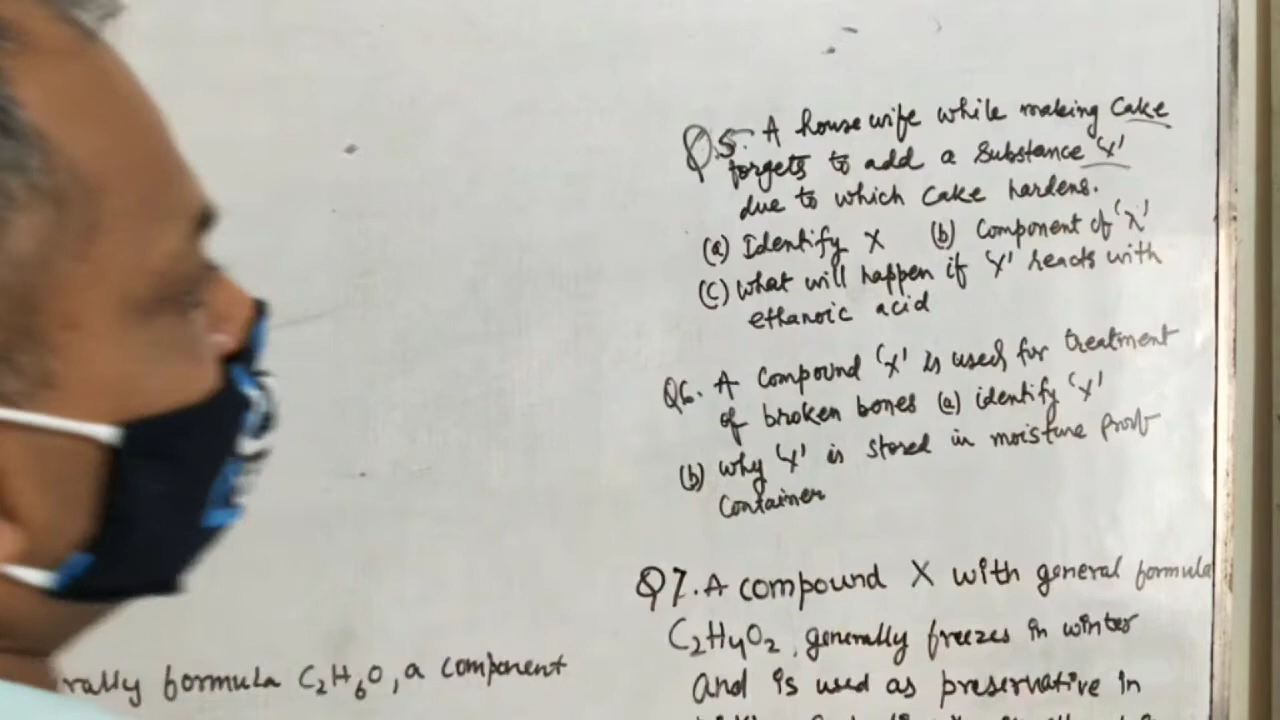 Q.5. A house wife while making Cake
forgets to add a Substance 'X'
due to which Cake hardens.
(a) Identify X (b) Component of 'X'
(C) What will happen if 'X' reacts with
ethanoic acid
Q6. A Compound 'X' is used for treatment
of broken bones (a) identify 'X'
(b) why 'X' is stored in moisture proof
Container
Q7. A compound X with general formula
C2H4O2, generally freezes in winter
and is used as preservative in
rally formula C2H6O, a component